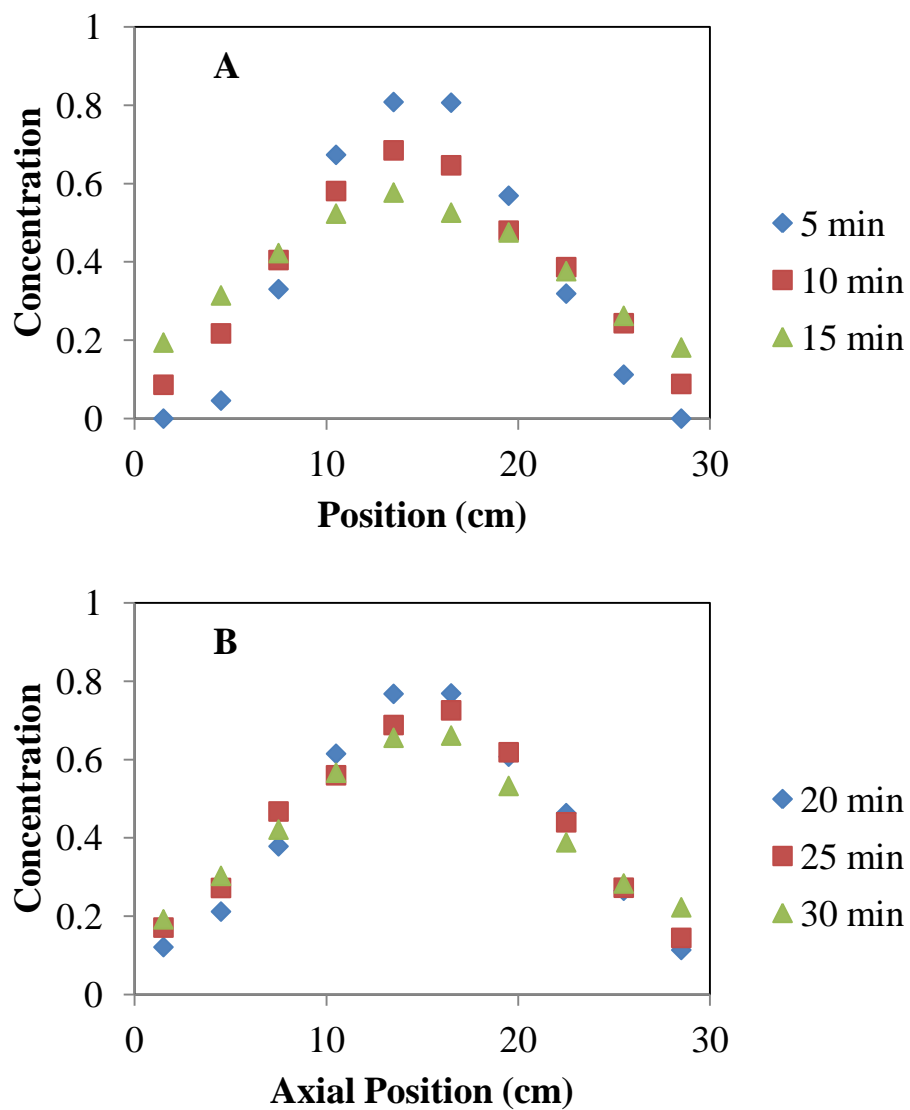 1
A
0.8
0.6
0.4
0.2
0
0 10 20 30
Concentration
Position (cm)
5 min
10 min
15 min
1
B
0.8
0.6
0.4
0.2
0
0 10 20 30
Concentration
Axial Position (cm)
20 min
25 min
30 min